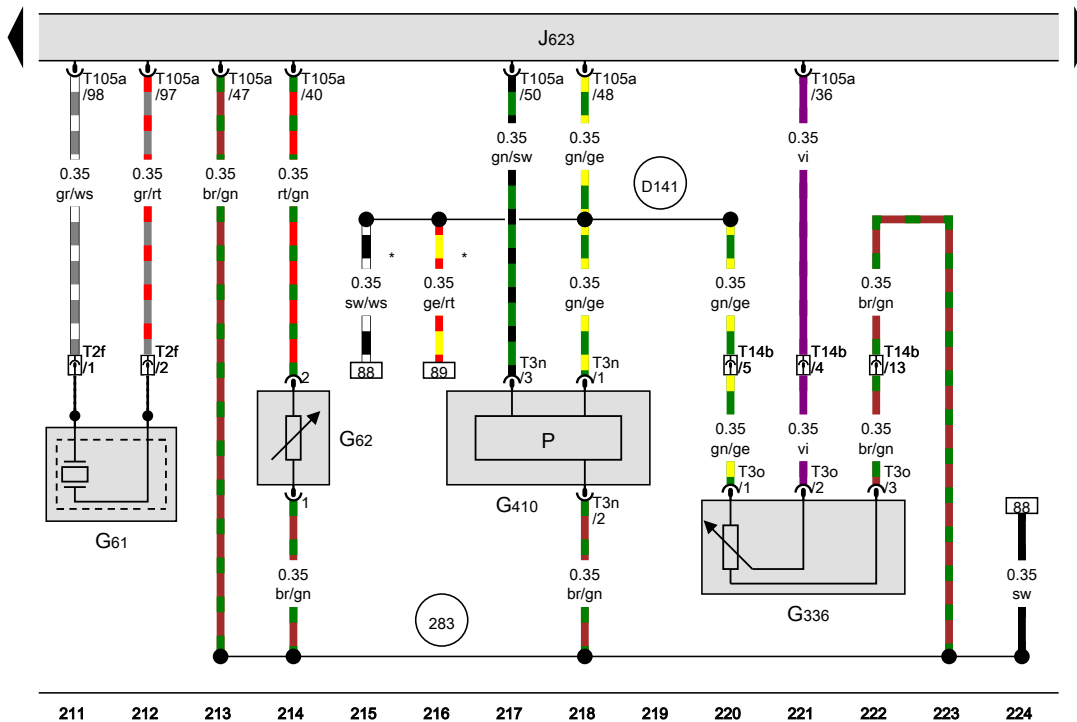 J623
T105a T105a T105a T105a T105a T105a T105a
/98 /97 /47 /40 /50 /48 /36
0.35 0.35 0.35
gn/sw gn/ge vi
0.35 0.35 0.35 0.35
gr/ws gr/rt br/gn rt/gn
D141
* *
0.35 0.35 0.35 0.35 0.35
sw/ws ge/rt gn/ge gn/ge br/gn
T2f T2f T3n T3n T14b T14b T14b
/1 /2 /3 /1 /5 /4 /13
88 89
2
G62
P
0.35 0.35 0.35
gn/ge vi br/gn
T3o T3o T3o
/1 /2 /3
1
G410
T3n
/2
88
G61
0.35 0.35 0.35
br/gn br/gn sw
G336
283
211 212 213 214 215 216 217 218 219 220 221 222 223 224